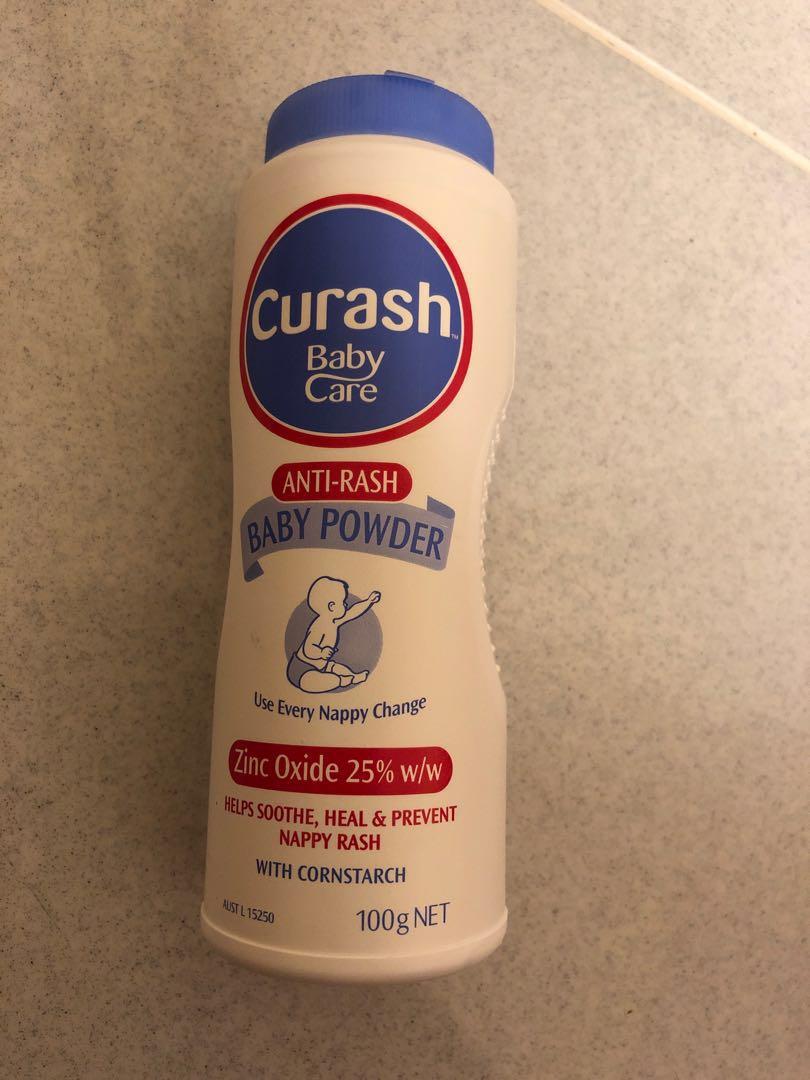 Curash™
Baby
Care
ANTI-RASH
BABY POWDER
Use Every Nappy Change
Zinc Oxide 25% w/w
HELPS SOOTHE, HEAL & PREVENT
NAPPY RASH
WITH CORNSTARCH
AUST L 15250
100g NET